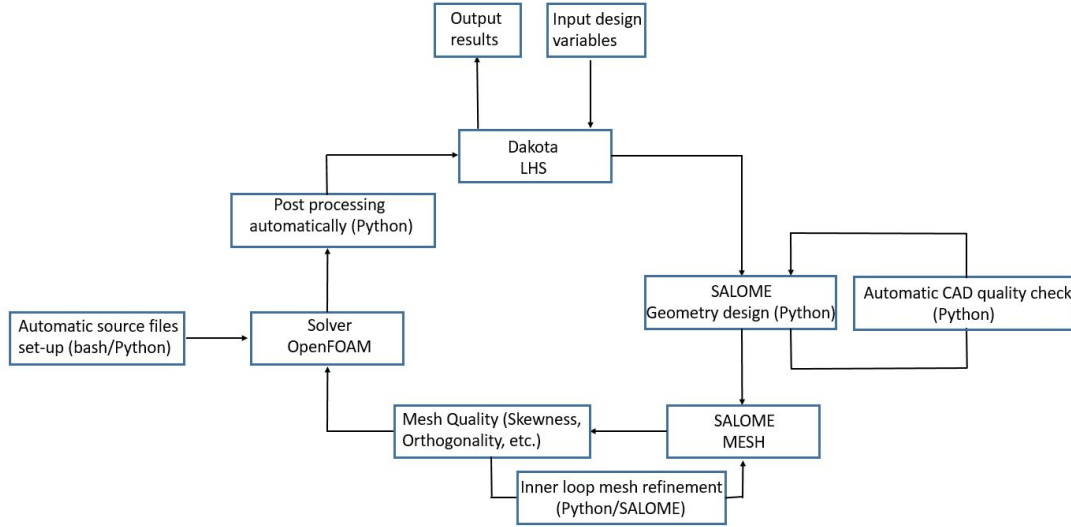 Output
results
Input design
variables
Dakota
LHS
Post processing
automatically (Python)
SALOME
Geometry design (Python)
Automatic CAD quality check
(Python)
Automatic source files
set-up (bash/Python)
Solver
OpenFOAM
Mesh Quality (Skewness,
Orthogonality, etc.)
SALOME
MESH
Inner loop mesh refinement
(Python/SALOME)